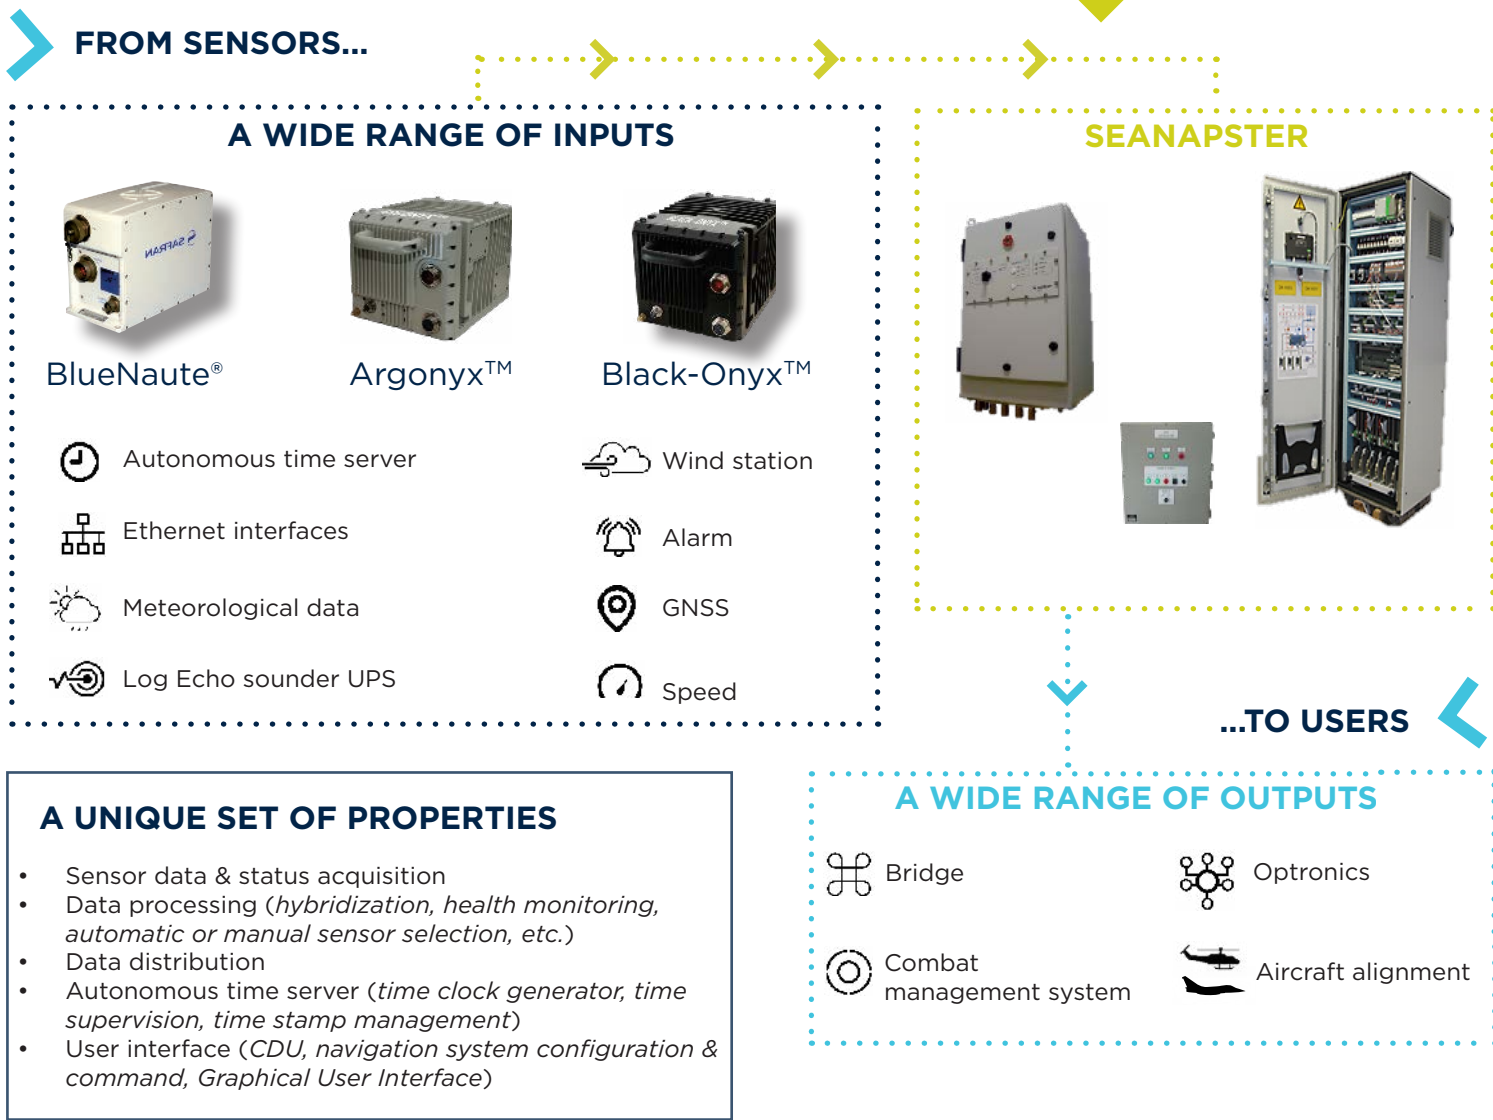 FROM SENSORS...
A WIDE RANGE OF INPUTS
SAFRAN
BlueNaute®
Argonyx™
Black-Onyx™
Autonomous time server
Wind station
Ethernet interfaces
Alarm
Meteorological data
GNSS
Log Echo sounder UPS
Speed
SEANAPSTER
...TO USERS
A UNIQUE SET OF PROPERTIES
• Sensor data & status acquisition
• Data processing (hybridization, health monitoring,
automatic or manual sensor selection, etc.)
• Data distribution
• Autonomous time server (time clock generator, time
supervision, time stamp management)
• User interface (CDU, navigation system configuration &
command, Graphical User Interface)
A WIDE RANGE OF OUTPUTS
Bridge
Optronics
Combat
management system
Aircraft alignment